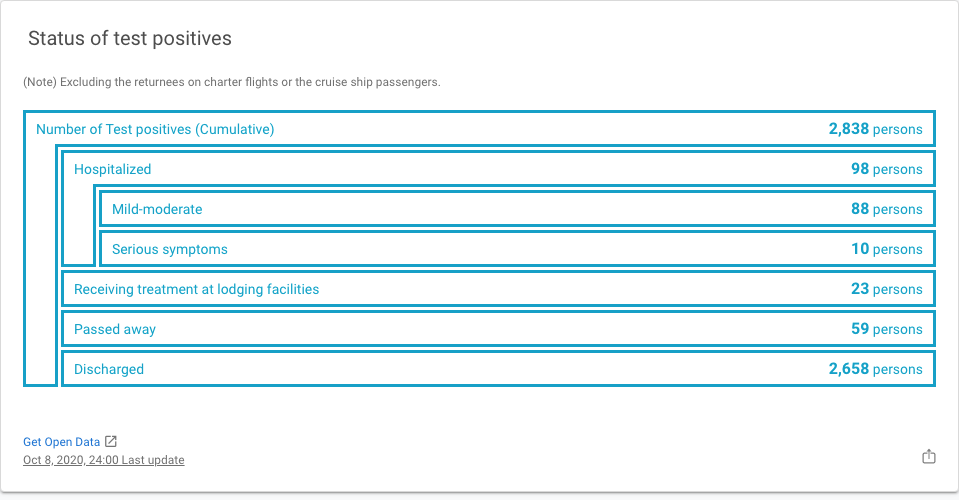 Status of test positives
(Note) Excluding the returnees on charter flights or the cruise ship passengers.
Number of Test positives (Cumulative) 2,838 persons
Hospitalized 98 persons
Mild-moderate 88 persons
Serious symptoms 10 persons
Receiving treatment at lodging facilities 23 persons
Passed away 59 persons
Discharged 2,658 persons
Get Open Data
Oct 8, 2020, 24:00 Last update